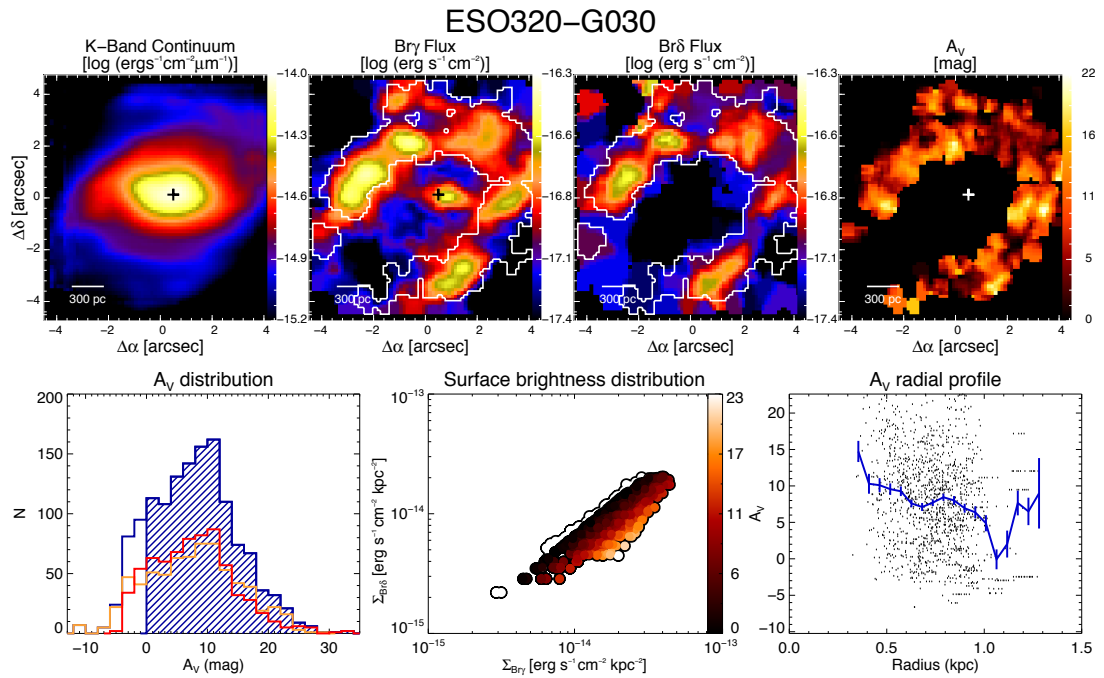 ESO320−G030
K−Band Continuum
[log (ergs⁻¹cm⁻²μm⁻¹)]
Brγ Flux
[log (erg s⁻¹cm⁻²)]
Brδ Flux
[log (erg s⁻¹cm⁻²)]
A_V
[mag]
4
2
0
−2
−4
Δδ [arcsec]
300 pc
−4 −2 0 2 4
Δα [arcsec]
−14.0
−14.3
−14.6
−14.9
−15.2
300 pc
−4 −2 0 2 4
Δα [arcsec]
−16.3
−16.6
−16.8
−17.1
−17.4
300 pc
−4 −2 0 2 4
Δα [arcsec]
−16.3
−16.6
−16.8
−17.1
−17.4
300 pc
−4 −2 0 2 4
Δα [arcsec]
22
16
11
5
0
A_V distribution
200
150
100
50
0
N
−10 0 10 20 30
A_V (mag)
Surface brightness distribution
10⁻¹³
10⁻¹⁴
10⁻¹⁵
Σ_Brδ [erg s⁻¹ cm⁻² kpc⁻²]
10⁻¹⁵ 10⁻¹⁴ 10⁻¹³
Σ_Brγ [erg s⁻¹ cm⁻² kpc⁻²]
23
17
11
6
0
A_V radial profile
20
15
10
5
0
−5
−10
A_V
0.0 0.5 1.0 1.5
Radius (kpc)